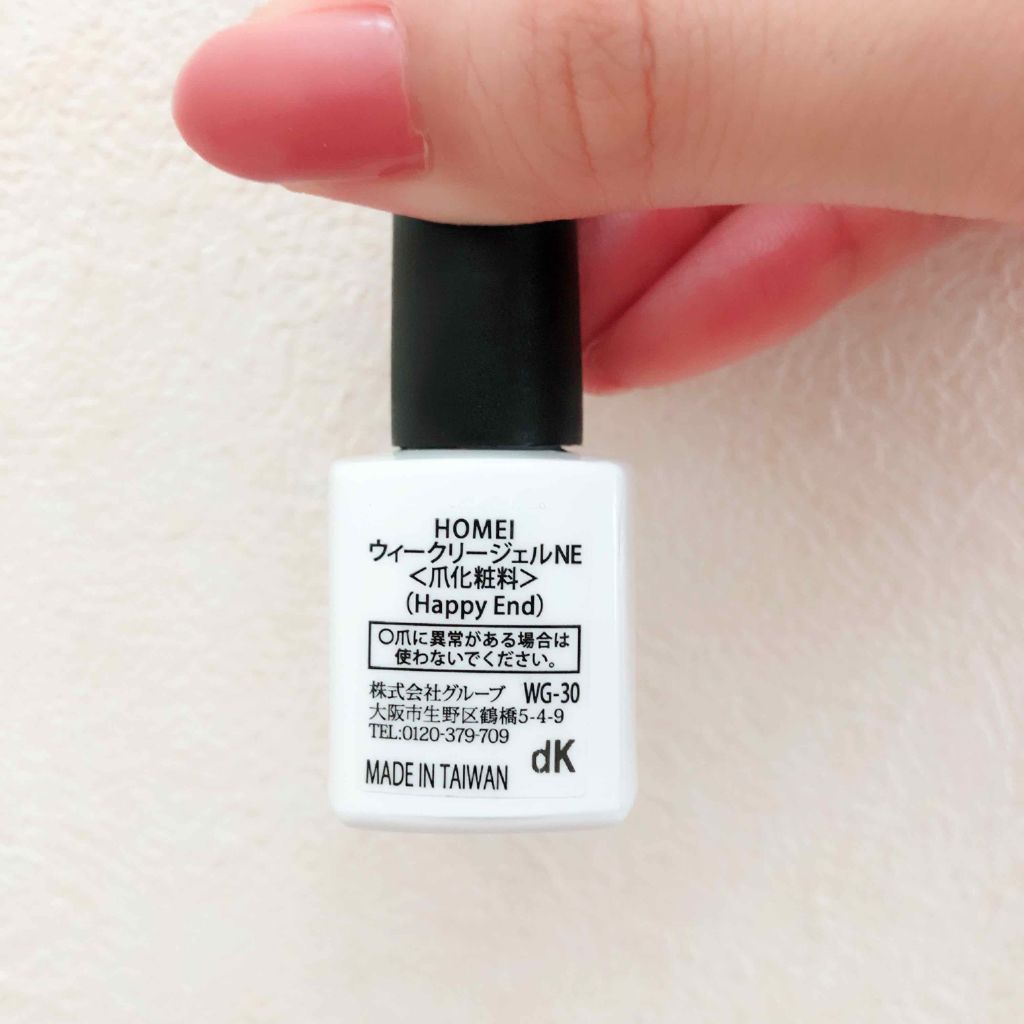 HOMEI
ウィークリージェルNE
＜爪化粧料＞
（Happy End）
○爪に異常がある場合は
使わないでください。
株式会社グルーブ WG-30
大阪市生野区鶴橋5-4-9
TEL:0120-379-709
dK
MADE IN TAIWAN